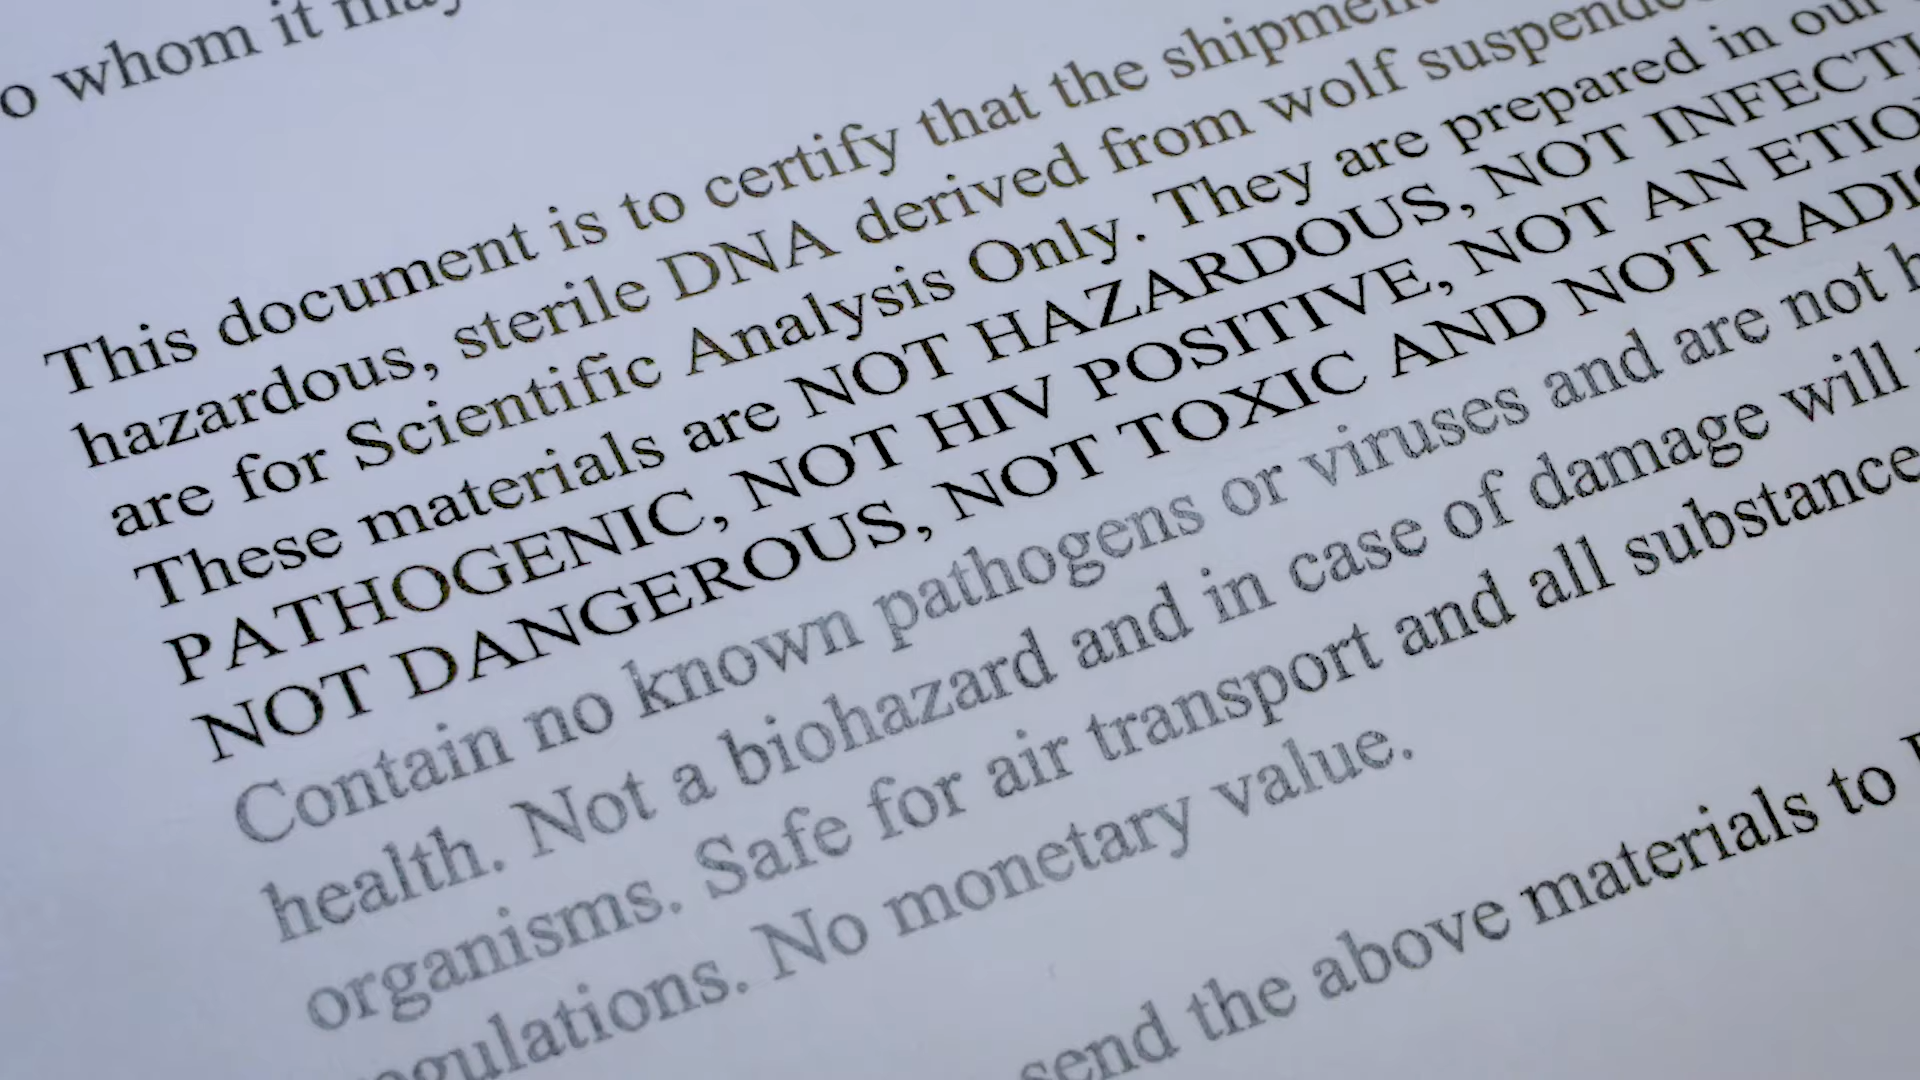 o whom it may
This document is to certify that the shipment
hazardous, sterile DNA derived from wolf suspende
are for Scientific Analysis Only. They are prepared in our
These materials are NOT HAZARDOUS, NOT INFECTI
PATHOGENIC, NOT HIV POSITIVE, NOT AN ETIO
NOT DANGEROUS, NOT TOXIC AND NOT RADI
Contain no known pathogens or viruses and are not
health. Not a biohazard and in case of damage will
organisms. Safe for air transport and all substance
gulations. No monetary value.
send the above materials to